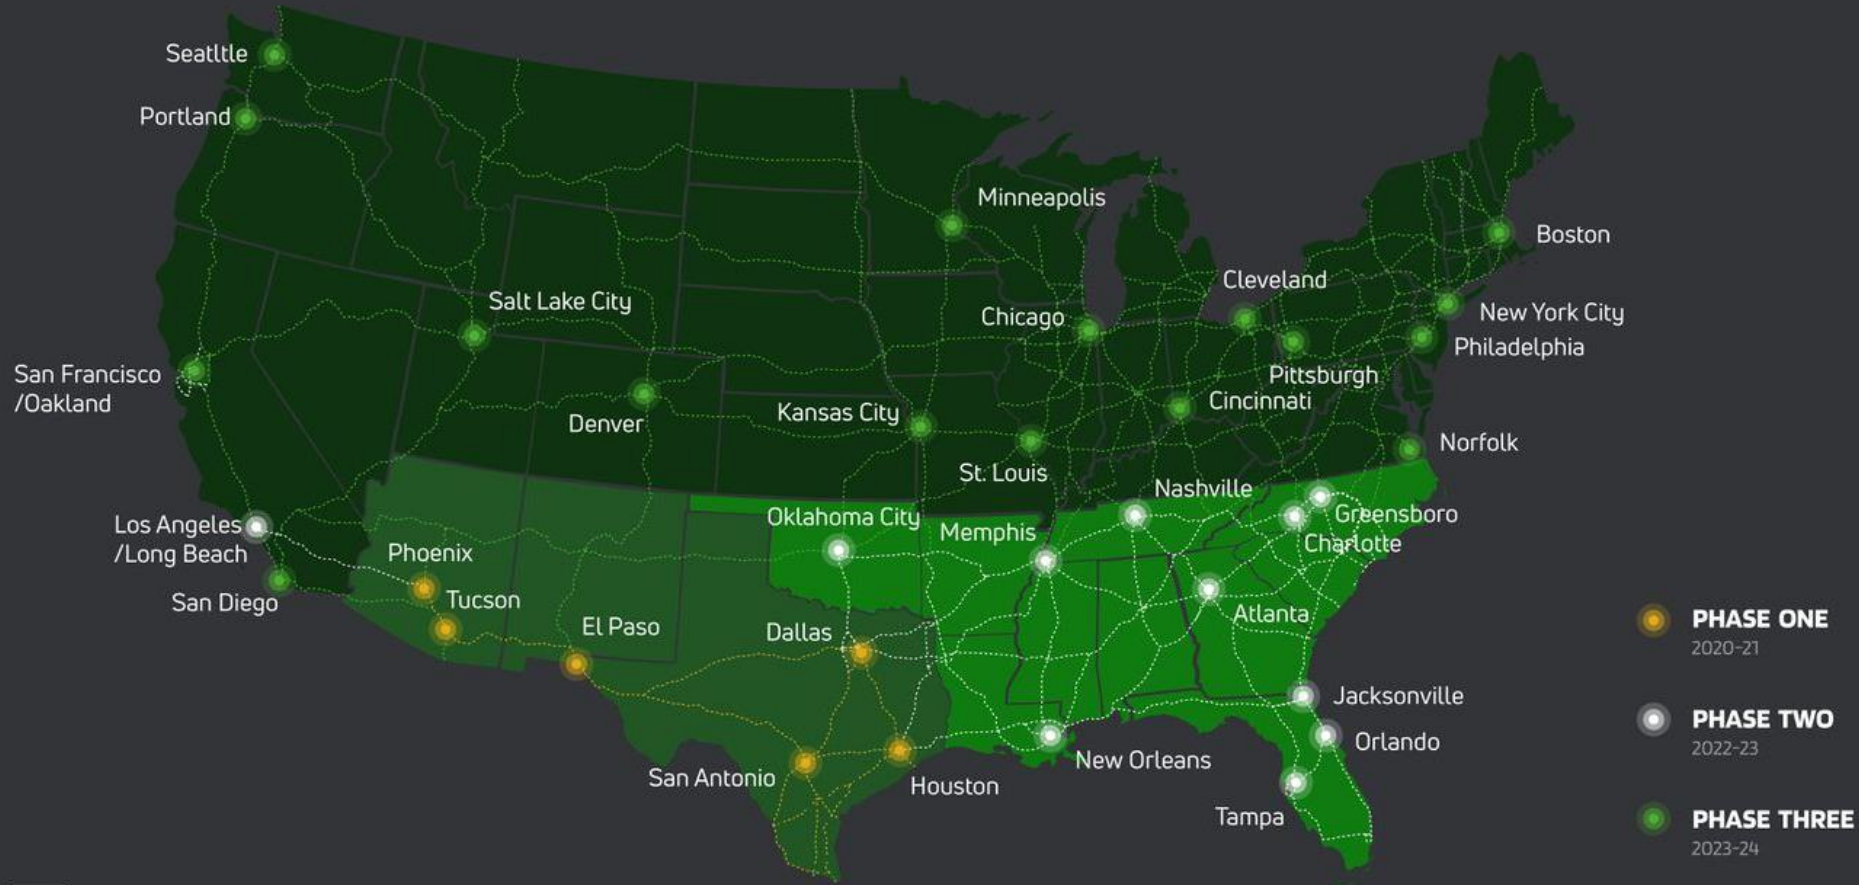 Seatltle
Portland
Minneapolis
Boston
Cleveland
Salt Lake City
Chicago
New York City
Philadelphia
San Francisco
/Oakland
Pittsburgh
Cincinnati
Denver
Kansas City
Norfolk
St. Louis
Nashville
Los Angeles
/Long Beach
Oklahoma City
Memphis
Greensboro
Charlotte
Phoenix
Tucson
San Diego
El Paso
Dallas
Atlanta
PHASE ONE
2020-21
Jacksonville
PHASE TWO
2022-23
Orlando
New Orleans
San Antonio
Houston
Tampa
PHASE THREE
2023-24